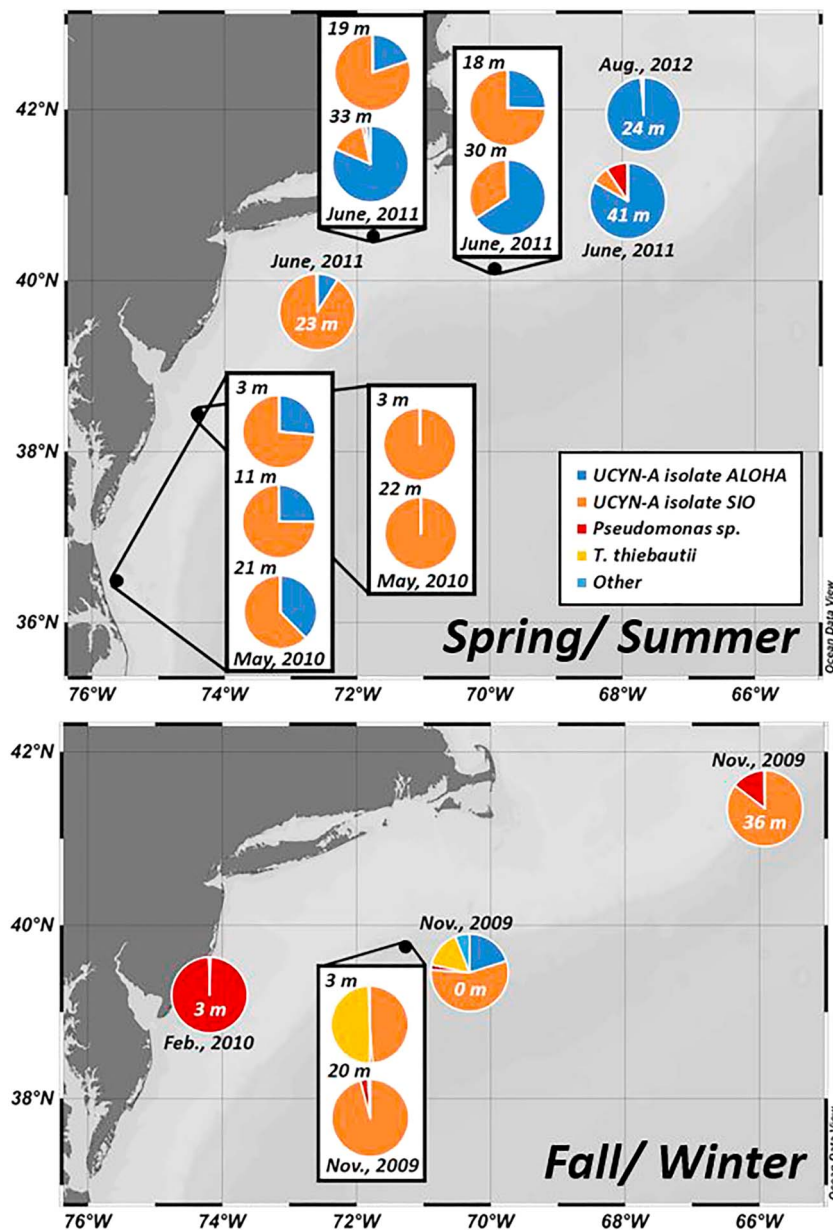 19 m
33 m
June, 2011
18 m
30 m
June, 2011
Aug., 2012
24 m
41 m
June, 2011
June, 2011
23 m
3 m
11 m
21 m
May, 2010
3 m
22 m
May, 2010
UCYN-A isolate ALOHA
UCYN-A isolate SIO
Pseudomonas sp.
T. thiebautii
Other
Spring/ Summer
Ocean Data View
42°N
40°N
38°N
36°N
76°W 74°W 72°W 70°W 68°W 66°W
Nov., 2009
36 m
Nov., 2009
0 m
3 m
Feb., 2010
3 m
20 m
Nov., 2009
Fall/ Winter
Ocean Data View
42°N
40°N
38°N
76°W 74°W 72°W 70°W 68°W 66°W